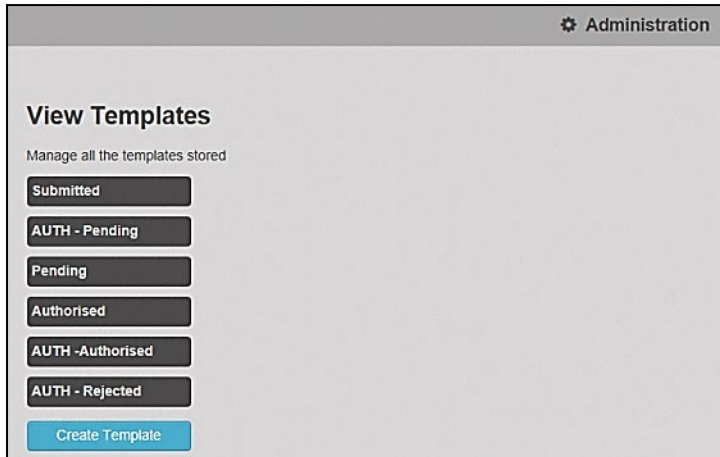 Administration
View Templates
Manage all the templates stored
Submitted
AUTH - Pending
Pending
Authorised
AUTH -Authorised
AUTH - Rejected
Create Template